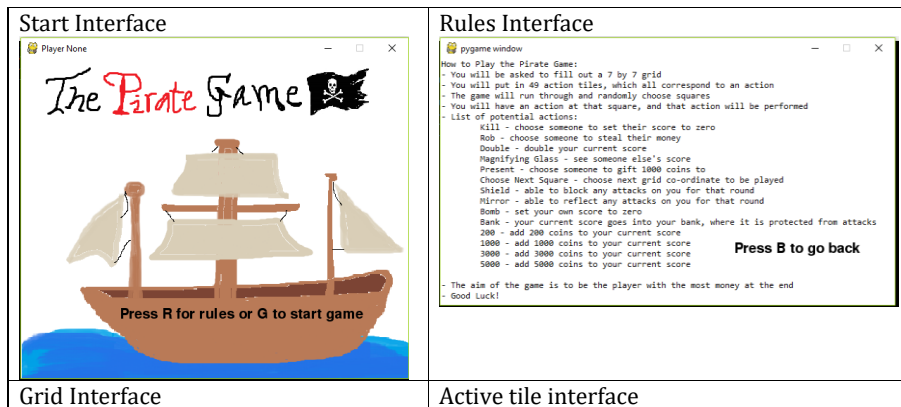 Start Interface
Player None
The Pirate Game
Press R for rules or G to start game
Rules Interface
pygame window
How to Play the Pirate Game:
- You will be asked to fill out a 7 by 7 grid
- You will put in 49 action tiles, which all correspond to an action
- The game will run through and randomly choose squares
- You will have an action at that square, and that action will be performed
- List of potential actions:
Kill - choose someone to set their score to zero
Rob - choose someone to steal their money
Double - double your current score
Magnifying Glass - see someone else's score
Present - choose someone to gift 1000 coins to
Choose Next Square - choose next grid co-ordinate to be played
Shield - able to block any attacks on you for that round
Mirror - able to reflect any attacks on you for that round
Bomb - set your own score to zero
Bank - your current score goes into your bank, where it is protected from attacks
200 - add 200 coins to your current score
1000 - add 1000 coins to your current score
3000 - add 3000 coins to your current score
5000 - add 5000 coins to your current score
Press B to go back
- The aim of the game is to be the player with the most money at the end
- Good Luck!
Grid Interface
Active tile interface